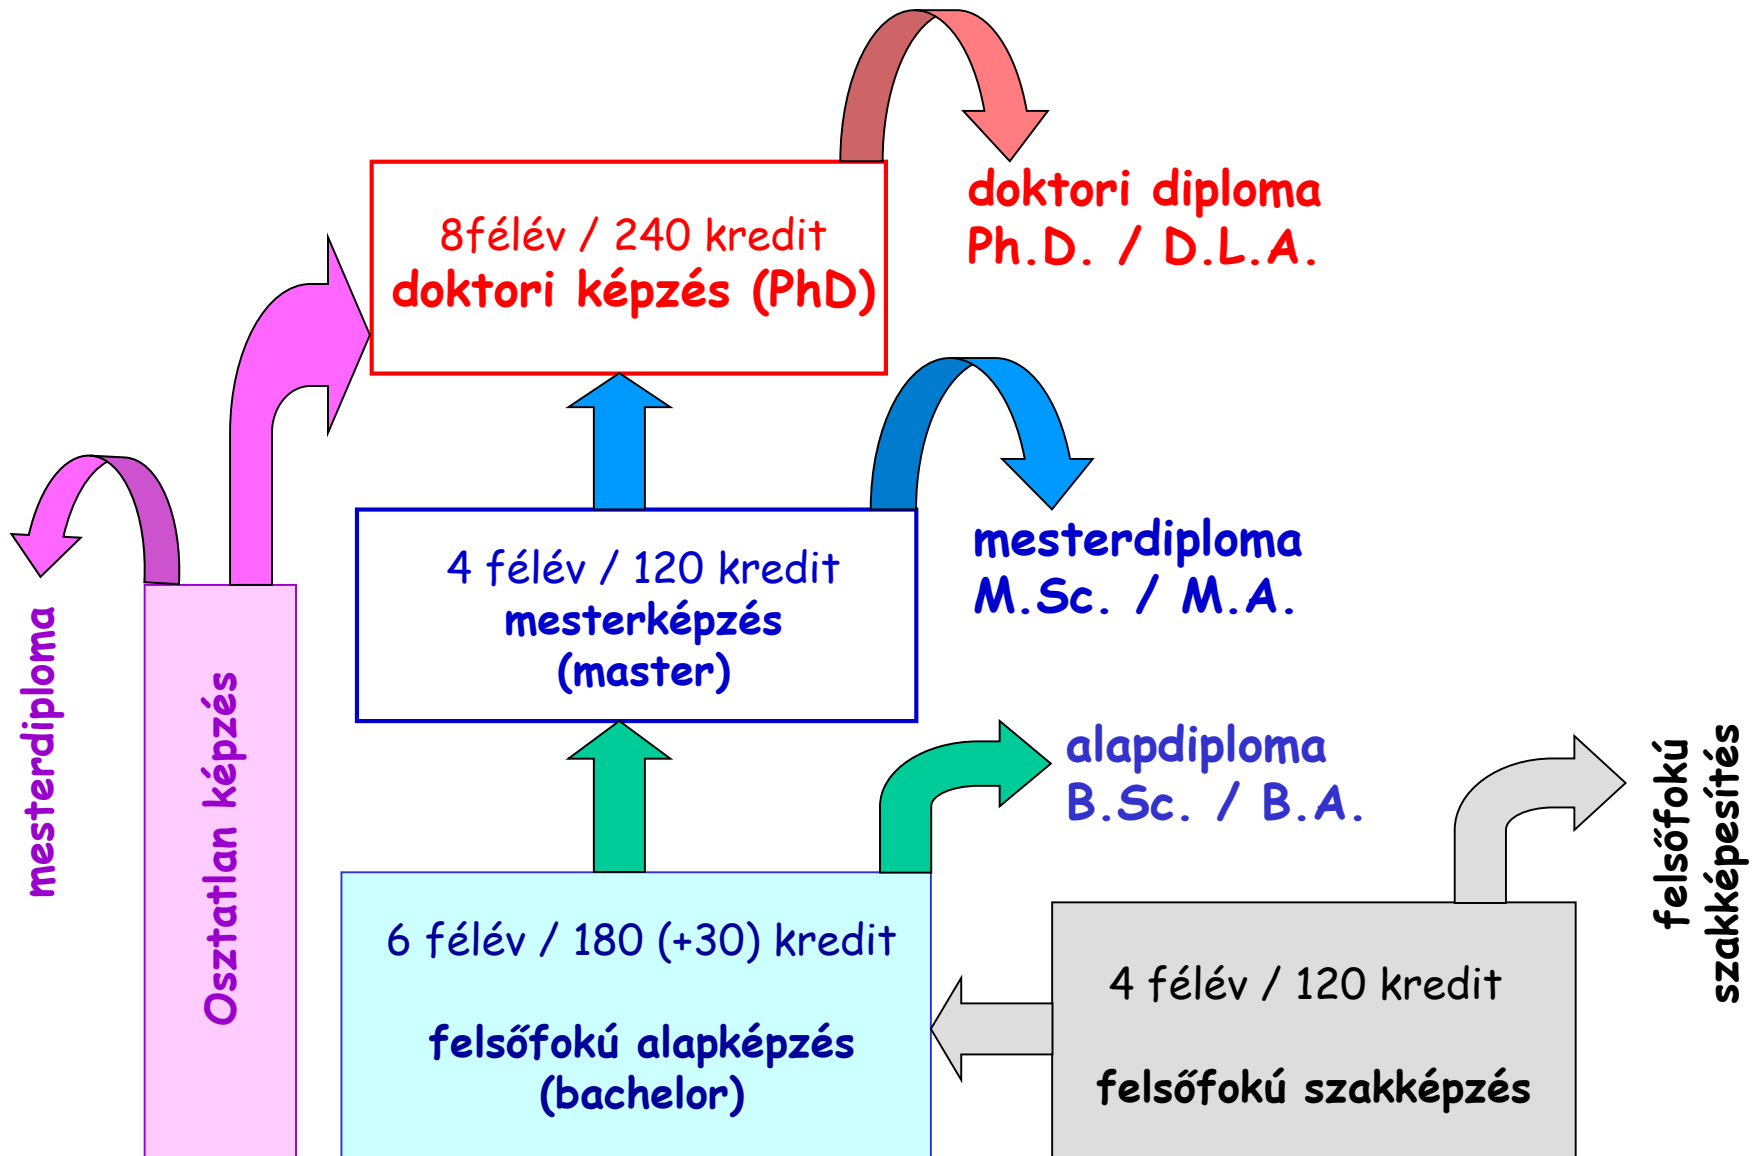 doktori diploma
Ph.D. / D.L.A.
8félév / 240 kredit
doktori képzés (PhD)
mesterdiploma
M.Sc. / M.A.
4 félév / 120 kredit
mesterképzés
(master)
mesterdiploma
Osztatlan képzés
alapdiploma
B.Sc. / B.A.
felsőfokú
szakképesítés
6 félév / 180 (+30) kredit
felsőfokú alapképzés
(bachelor)
4 félév / 120 kredit
felsőfokú szakképzés